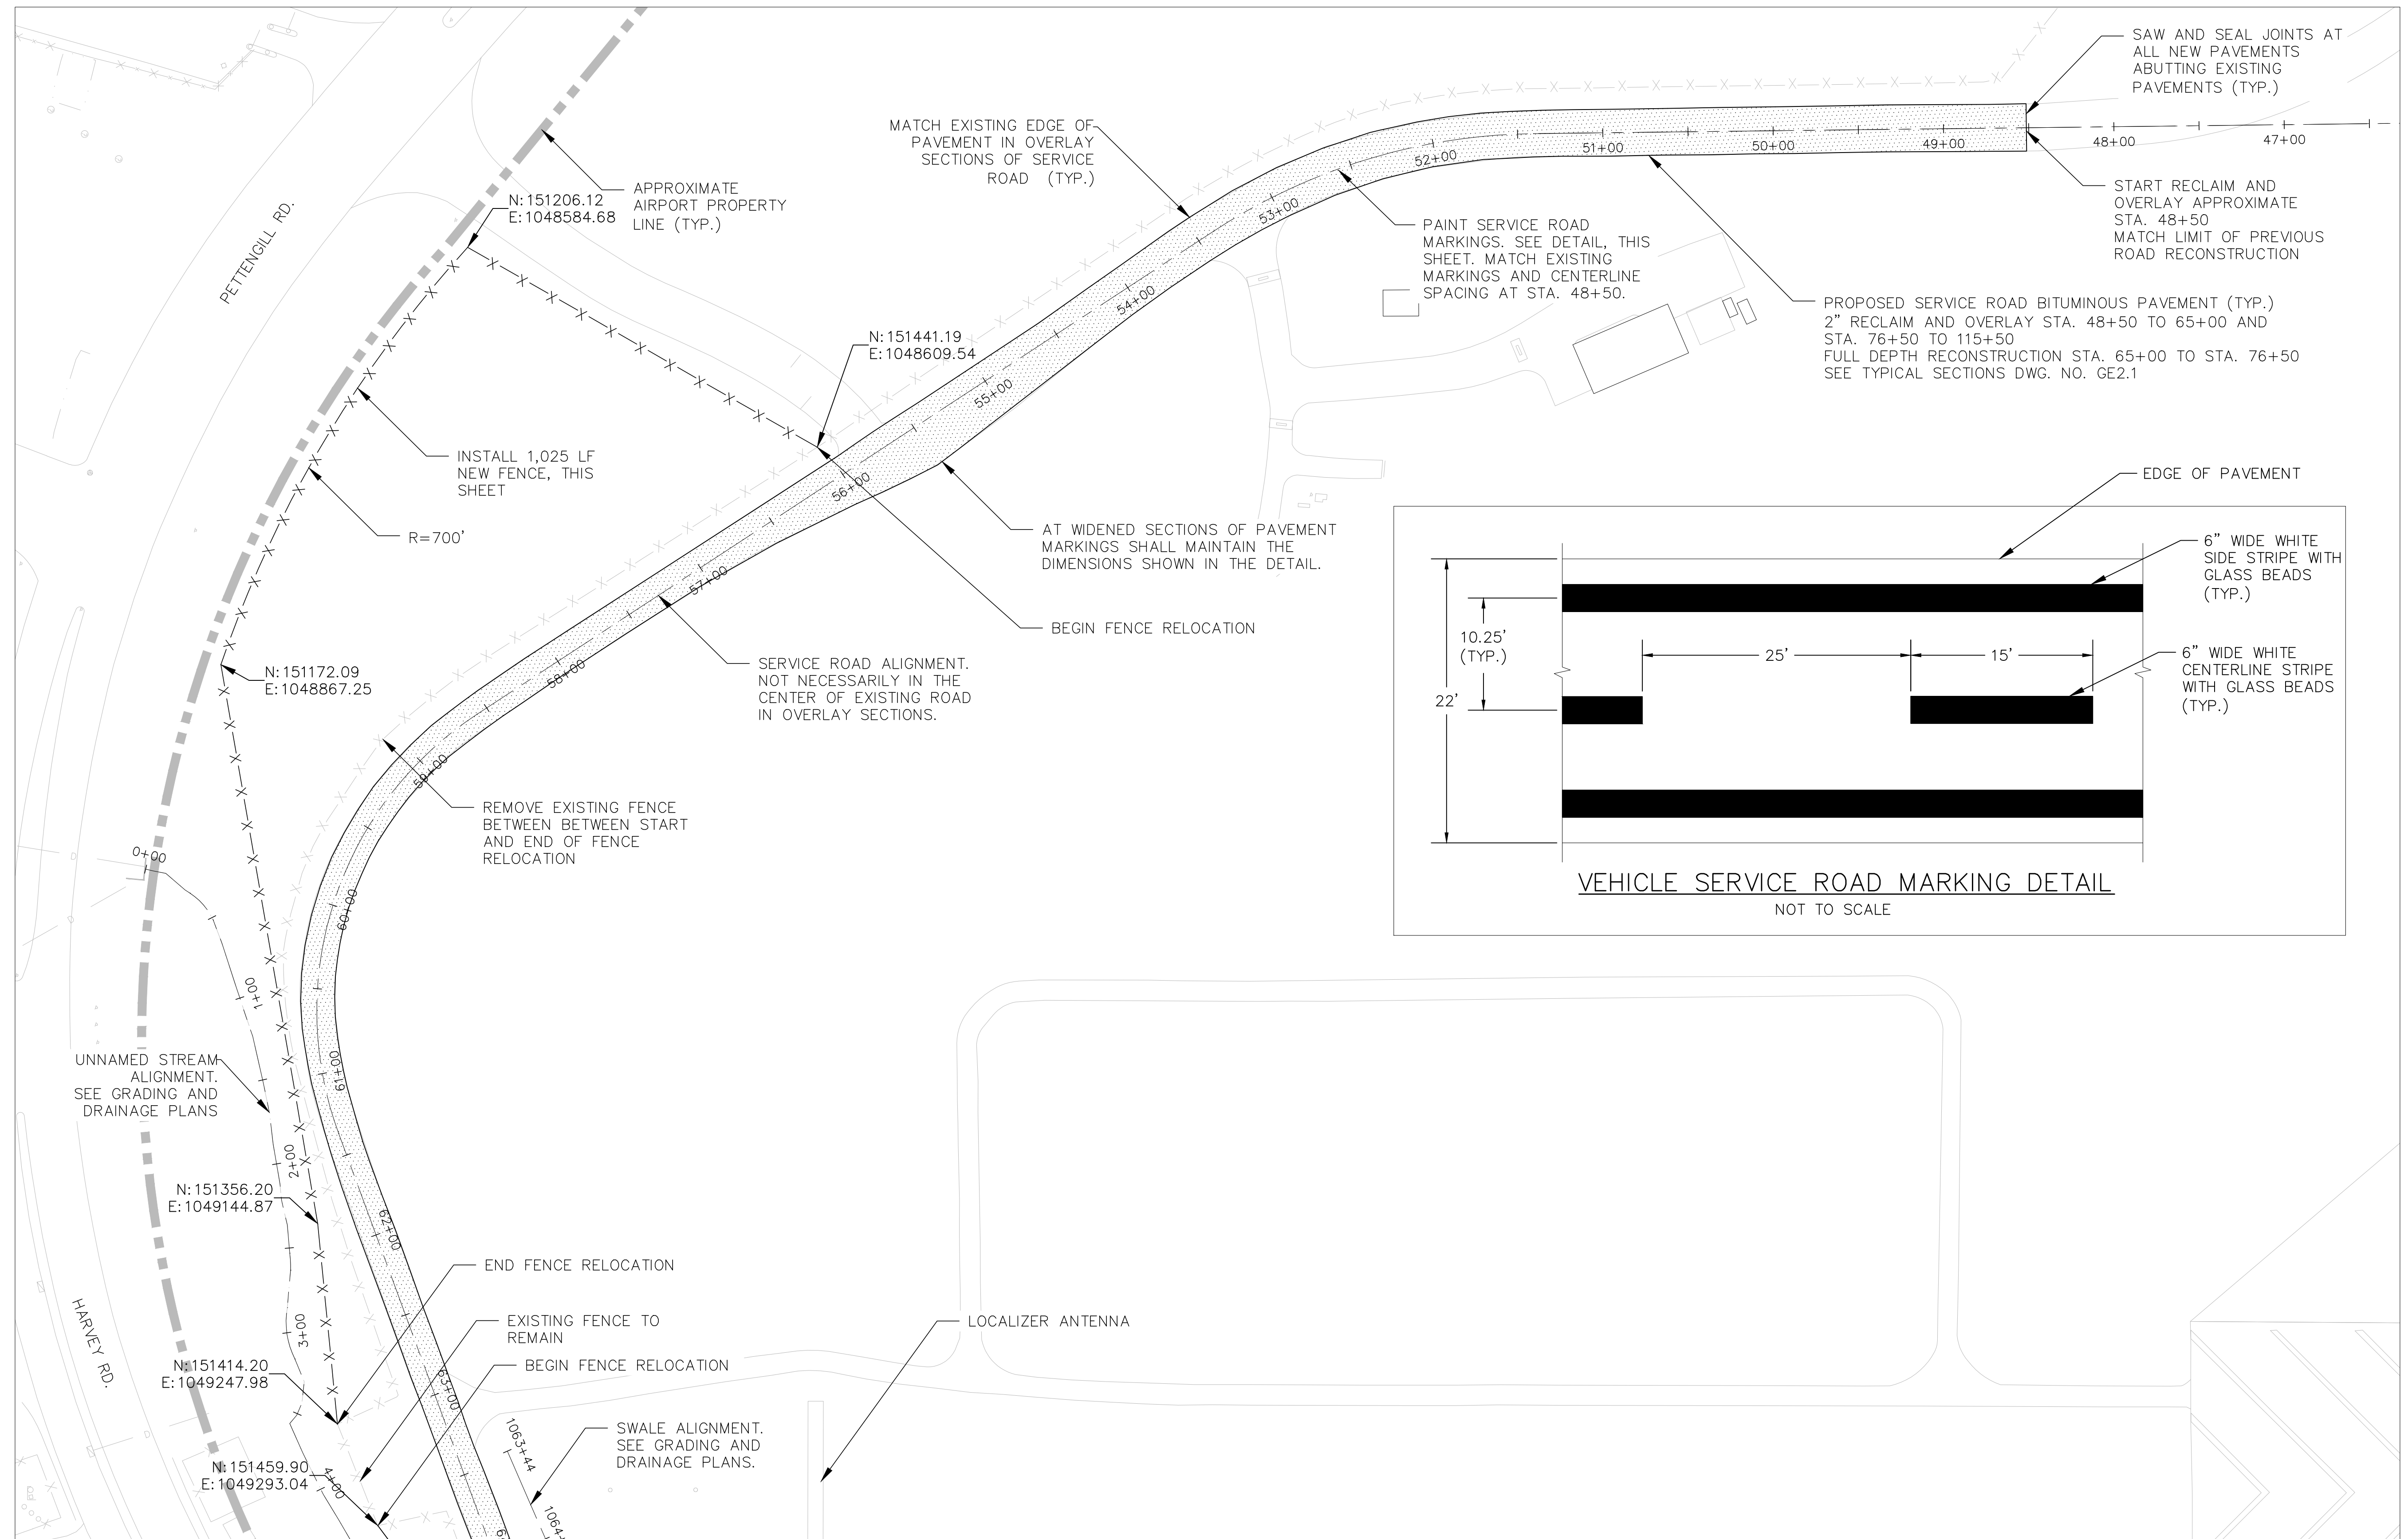 SAW AND SEAL JOINTS AT
ALL NEW PAVEMENTS
ABUTTING EXISTING
PAVEMENTS (TYP.)
MATCH EXISTING EDGE OF
PAVEMENT IN OVERLAY
SECTIONS OF SERVICE
ROAD (TYP.)
52+00
51+00
50+00
49+00
48+00
47+00
APPROXIMATE
AIRPORT PROPERTY
LINE (TYP.)
N:151206.12
E:1048584.68
PETTENGILL RD.
53+00
PAINT SERVICE ROAD
MARKINGS. SEE DETAIL, THIS
SHEET. MATCH EXISTING
MARKINGS AND CENTERLINE
SPACING AT STA. 48+50.
START RECLAIM AND
OVERLAY APPROXIMATE
STA. 48+50
MATCH LIMIT OF PREVIOUS
ROAD RECONSTRUCTION
54+00
PROPOSED SERVICE ROAD BITUMINOUS PAVEMENT (TYP.)
2” RECLAIM AND OVERLAY STA. 48+50 TO 65+00 AND
STA. 76+50 TO 115+50
FULL DEPTH RECONSTRUCTION STA. 65+00 TO STA. 76+50
SEE TYPICAL SECTIONS DWG. NO. GE2.1
N:151441.19
E:1048609.54
55+00
INSTALL 1,025 LF
NEW FENCE, THIS
SHEET
56+00
R=700'
AT WIDENED SECTIONS OF PAVEMENT
MARKINGS SHALL MAINTAIN THE
DIMENSIONS SHOWN IN THE DETAIL.
57+00
BEGIN FENCE RELOCATION
EDGE OF PAVEMENT
6” WIDE WHITE
SIDE STRIPE WITH
GLASS BEADS
(TYP.)
10.25'
(TYP.)
25'
15'
22'
6” WIDE WHITE
CENTERLINE STRIPE
WITH GLASS BEADS
(TYP.)
VEHICLE SERVICE ROAD MARKING DETAIL
NOT TO SCALE
N:151172.09
E:1048867.25
58+00
SERVICE ROAD ALIGNMENT.
NOT NECESSARILY IN THE
CENTER OF EXISTING ROAD
IN OVERLAY SECTIONS.
59+00
REMOVE EXISTING FENCE
BETWEEN BETWEEN START
AND END OF FENCE
RELOCATION
0+00
60+00
1+00
UNNAMED STREAM
ALIGNMENT.
SEE GRADING AND
DRAINAGE PLANS
61+00
2+00
N:151356.20
E:1049144.87
62+00
END FENCE RELOCATION
HARVEY RD.
3+00
EXISTING FENCE TO
REMAIN
LOCALIZER ANTENNA
N:151414.20
E:1049247.98
BEGIN FENCE RELOCATION
63+00
1063+44
SWALE ALIGNMENT.
SEE GRADING AND
DRAINAGE PLANS.
N:151459.90
E:1049293.04
4+00